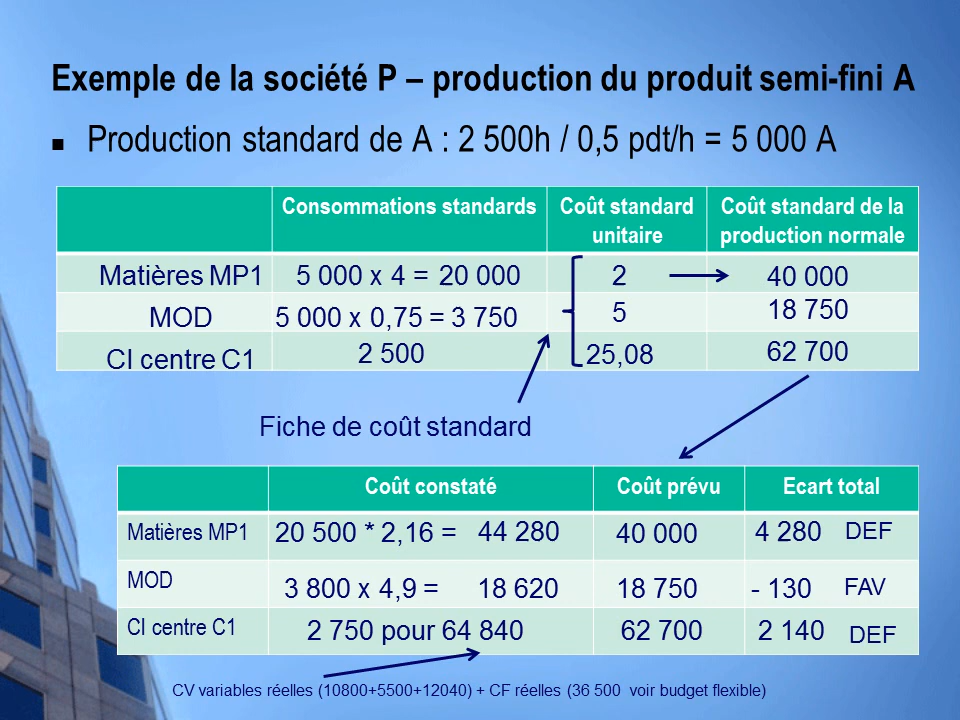 Exemple de la société P – production du produit semi-fini A
Production standard de A : 2 500h / 0,5 pdt/h = 5 000 A
Consommations standards Coût standard unitaire Coût standard de la production normale
Matières MP1 5 000 x 4 = 20 000 2 40 000
MOD 5 000 x 0,75 = 3 750 5 18 750
CI centre C1 2 500 25,08 62 700
Fiche de coût standard
Coût constaté Coût prévu Ecart total
Matières MP1 20 500 * 2,16 = 44 280 40 000 4 280 DEF
MOD 3 800 x 4,9 = 18 620 18 750 - 130 FAV
CI centre C1 2 750 pour 64 840 62 700 2 140 DEF
CV variables réelles (10800+5500+12040) + CF réelles (36 500 voir budget flexible)